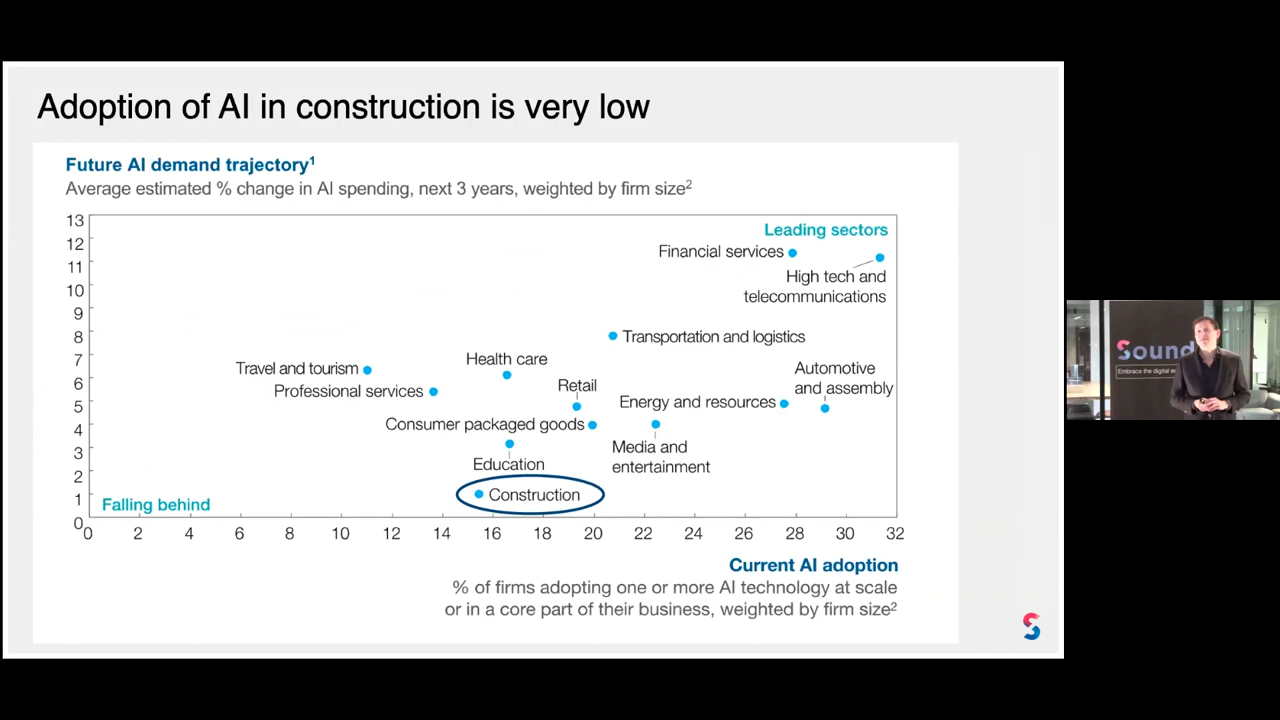 Adoption of AI in construction is very low
Future AI demand trajectory¹
Average estimated % change in AI spending, next 3 years, weighted by firm size²
13
12
11
10
9
8
7
6
5
4
3
2
1
0
Leading sectors
Financial services
High tech and
telecommunications
Transportation and logistics
Travel and tourism
Health care
Professional services
Retail
Automotive
and assembly
Energy and resources
Consumer packaged goods
Media and
entertainment
Education
Construction
Falling behind
0 2 4 6 8 10 12 14 16 18 20 22 24 26 28 30 32
Current AI adoption
% of firms adopting one or more AI technology at scale
or in a core part of their business, weighted by firm size²
S
Sound
Embrace the digital